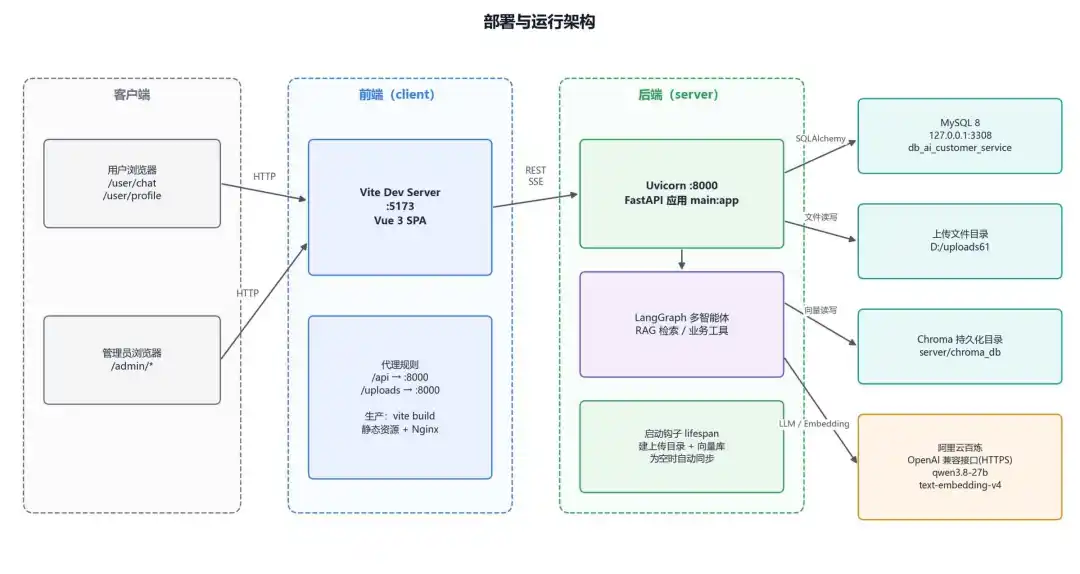 部署与运行架构
客户端
用户浏览器
/user/chat
/user/profile
管理员浏览器
/admin/*
HTTP
HTTP
前端（client）
Vite Dev Server
:5173
Vue 3 SPA
代理规则
/api → :8000
/uploads → :8000
生产：vite build
静态资源 + Nginx
REST
SSE
后端（server）
Uvicorn :8000
FastAPI 应用 main:app
LangGraph 多智能体
RAG 检索 / 业务工具
启动钩子 lifespan
建上传目录 + 向量库
为空时自动同步
SQLAlchemy
文件读写
向量读写
LLM / Embedding
MySQL 8
127.0.0.1:3308
db_ai_customer_service
上传文件目录
D:/uploads61
Chroma 持久化目录
server/chroma_db
阿里云百炼
OpenAI 兼容接口(HTTPS)
qwen3.8-27b
text-embedding-v4